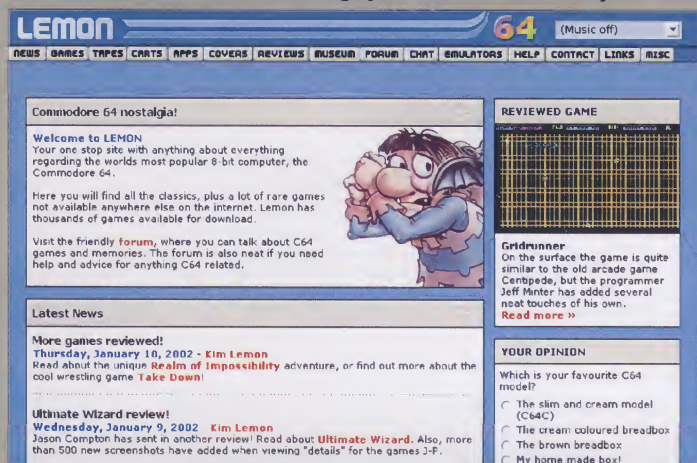 LEMON 64 (Music off)
NEWS GAMES TAPES CARTS APPS COVERS REVIEWS MUSEUM FORUM CHAT EMULATORS HELP CONTACT LINKS MISC
Commodore 64 nostalgia!
Welcome to LEMON
Your one stop site with anything about everything
regarding the worlds most popular 8-bit computer, the
Commodore 64.
Here you will find all the classics, plus a lot of rare games
not available anywhere else on the internet. Lemon has
thousands of games available for download.
Visit the friendly forum, where you can talk about C64
games and memories. The forum is also neat if you need
help and advice for anything C64 related.
Latest News
More games reviewed!
Thursday, January 10, 2002 - Kim Lemon
Read about the unique Realm of Impossibility adventure, or find out more about the
cool wrestling game Take Down!
Ultimate Wizard review!
Wednesday, January 9, 2002 Kim Lemon
Jason Compton has sent in another review! Read about Ultimate Wizard. Also, more
than 500 new screenshots have added when viewing "details" for the games J-P.
REVIEWED GAME
Gridrunner
On the surface the game is quite
similar to the old arcade game
Centipede, but the programmer
Jeff Minter has added several
neat touches of his own.
Read more »
YOUR OPINION
Which is your favourite C64
model?
The slim and cream model
(C64C)
The cream coloured breadbox
The brown breadbox
My home made box!